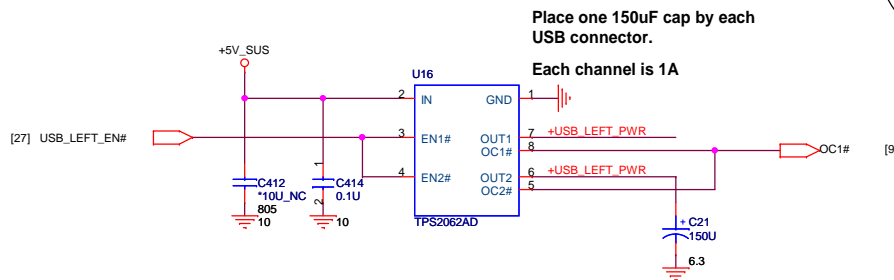 Place one 150uF cap by each
USB connector.
Each channel is 1A
+5V_SUS
U16
2
IN
GND
1
[27]
USB_LEFT_EN#
3
EN1#
OUT1
7
+USB_LEFT_PWR
OC1#
8
OC1#
[9
4
EN2#
OUT2
6
+USB_LEFT_PWR
OC2#
5
TPS2062AD
C412
*10U_NC
805
10
1
C414
0.1U
2
10
+
C21
150U
6.3